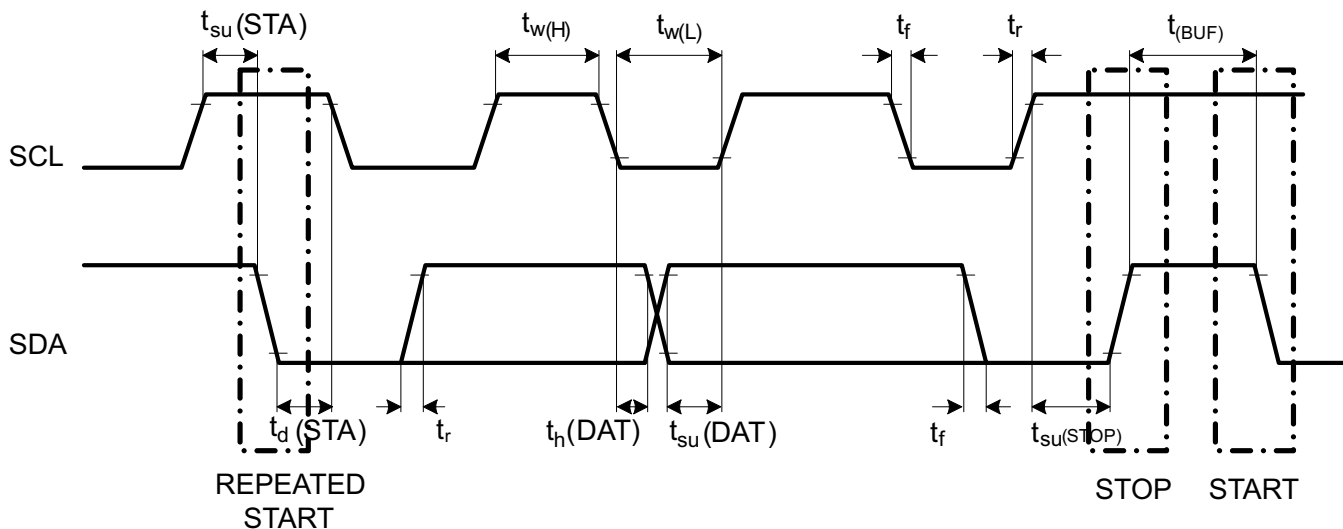 tsu(STA)
tw(H)
tw(L)
tf
tr
t(BUF)
SCL
SDA
td(STA)
tr
th(DAT)
tsu(DAT)
tf
tsu(STOP)
REPEATED
START
STOP
START